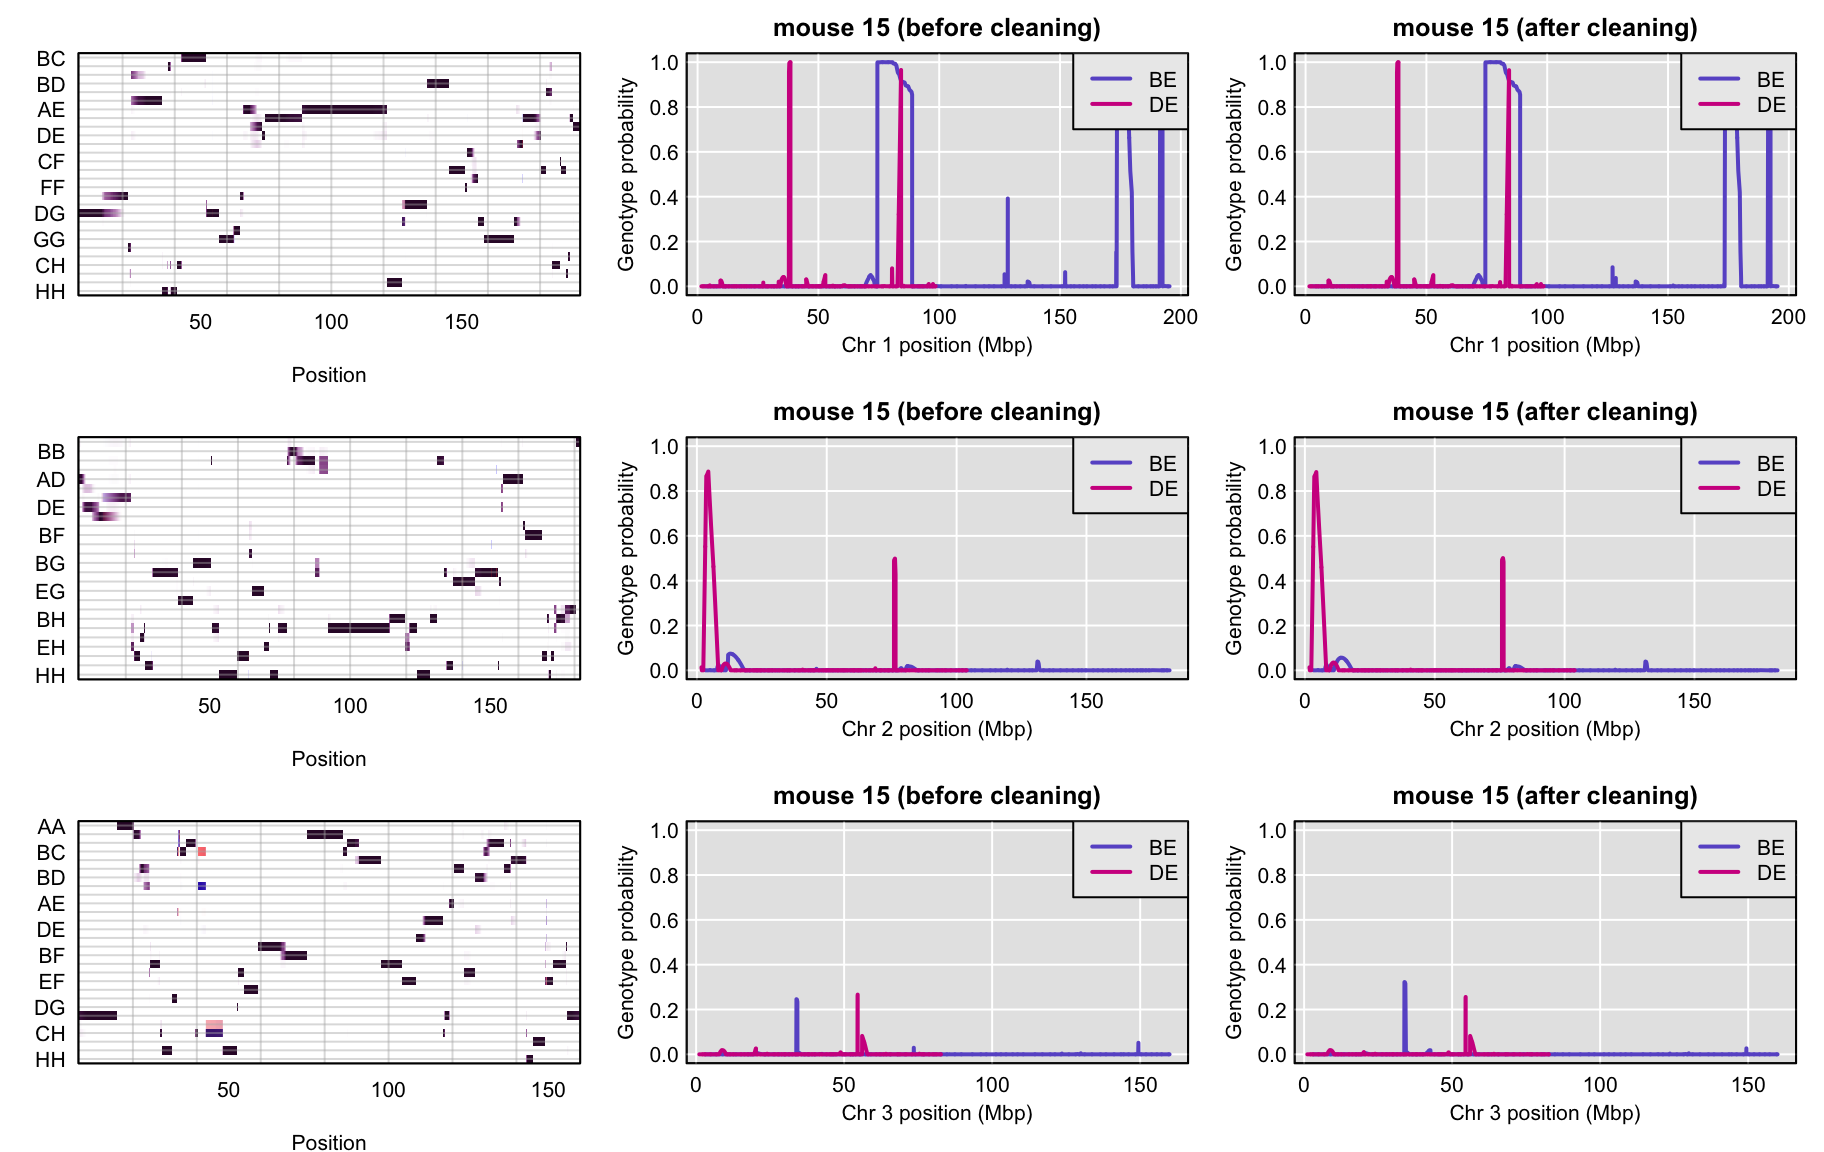 BC
BD
AE
DE
CF
FF
DG
GG
CH
HH
50 100 150
Position
mouse 15 (before cleaning)
Genotype probability
1.0
0.8
0.6
0.4
0.2
0.0
BE
DE
0 50 100 150 200
Chr 1 position (Mbp)
mouse 15 (after cleaning)
Genotype probability
1.0
0.8
0.6
0.4
0.2
0.0
BE
DE
0 50 100 150 200
Chr 1 position (Mbp)
BB
AD
DE
BF
BG
EG
BH
EH
HH
50 100 150
Position
mouse 15 (before cleaning)
Genotype probability
1.0
0.8
0.6
0.4
0.2
0.0
BE
DE
0 50 100 150
Chr 2 position (Mbp)
mouse 15 (after cleaning)
Genotype probability
1.0
0.8
0.6
0.4
0.2
0.0
BE
DE
0 50 100 150
Chr 2 position (Mbp)
AA
BC
BD
AE
DE
BF
EF
DG
CH
HH
50 100 150
Position
mouse 15 (before cleaning)
Genotype probability
1.0
0.8
0.6
0.4
0.2
0.0
BE
DE
0 50 100 150
Chr 3 position (Mbp)
mouse 15 (after cleaning)
Genotype probability
1.0
0.8
0.6
0.4
0.2
0.0
BE
DE
0 50 100 150
Chr 3 position (Mbp)